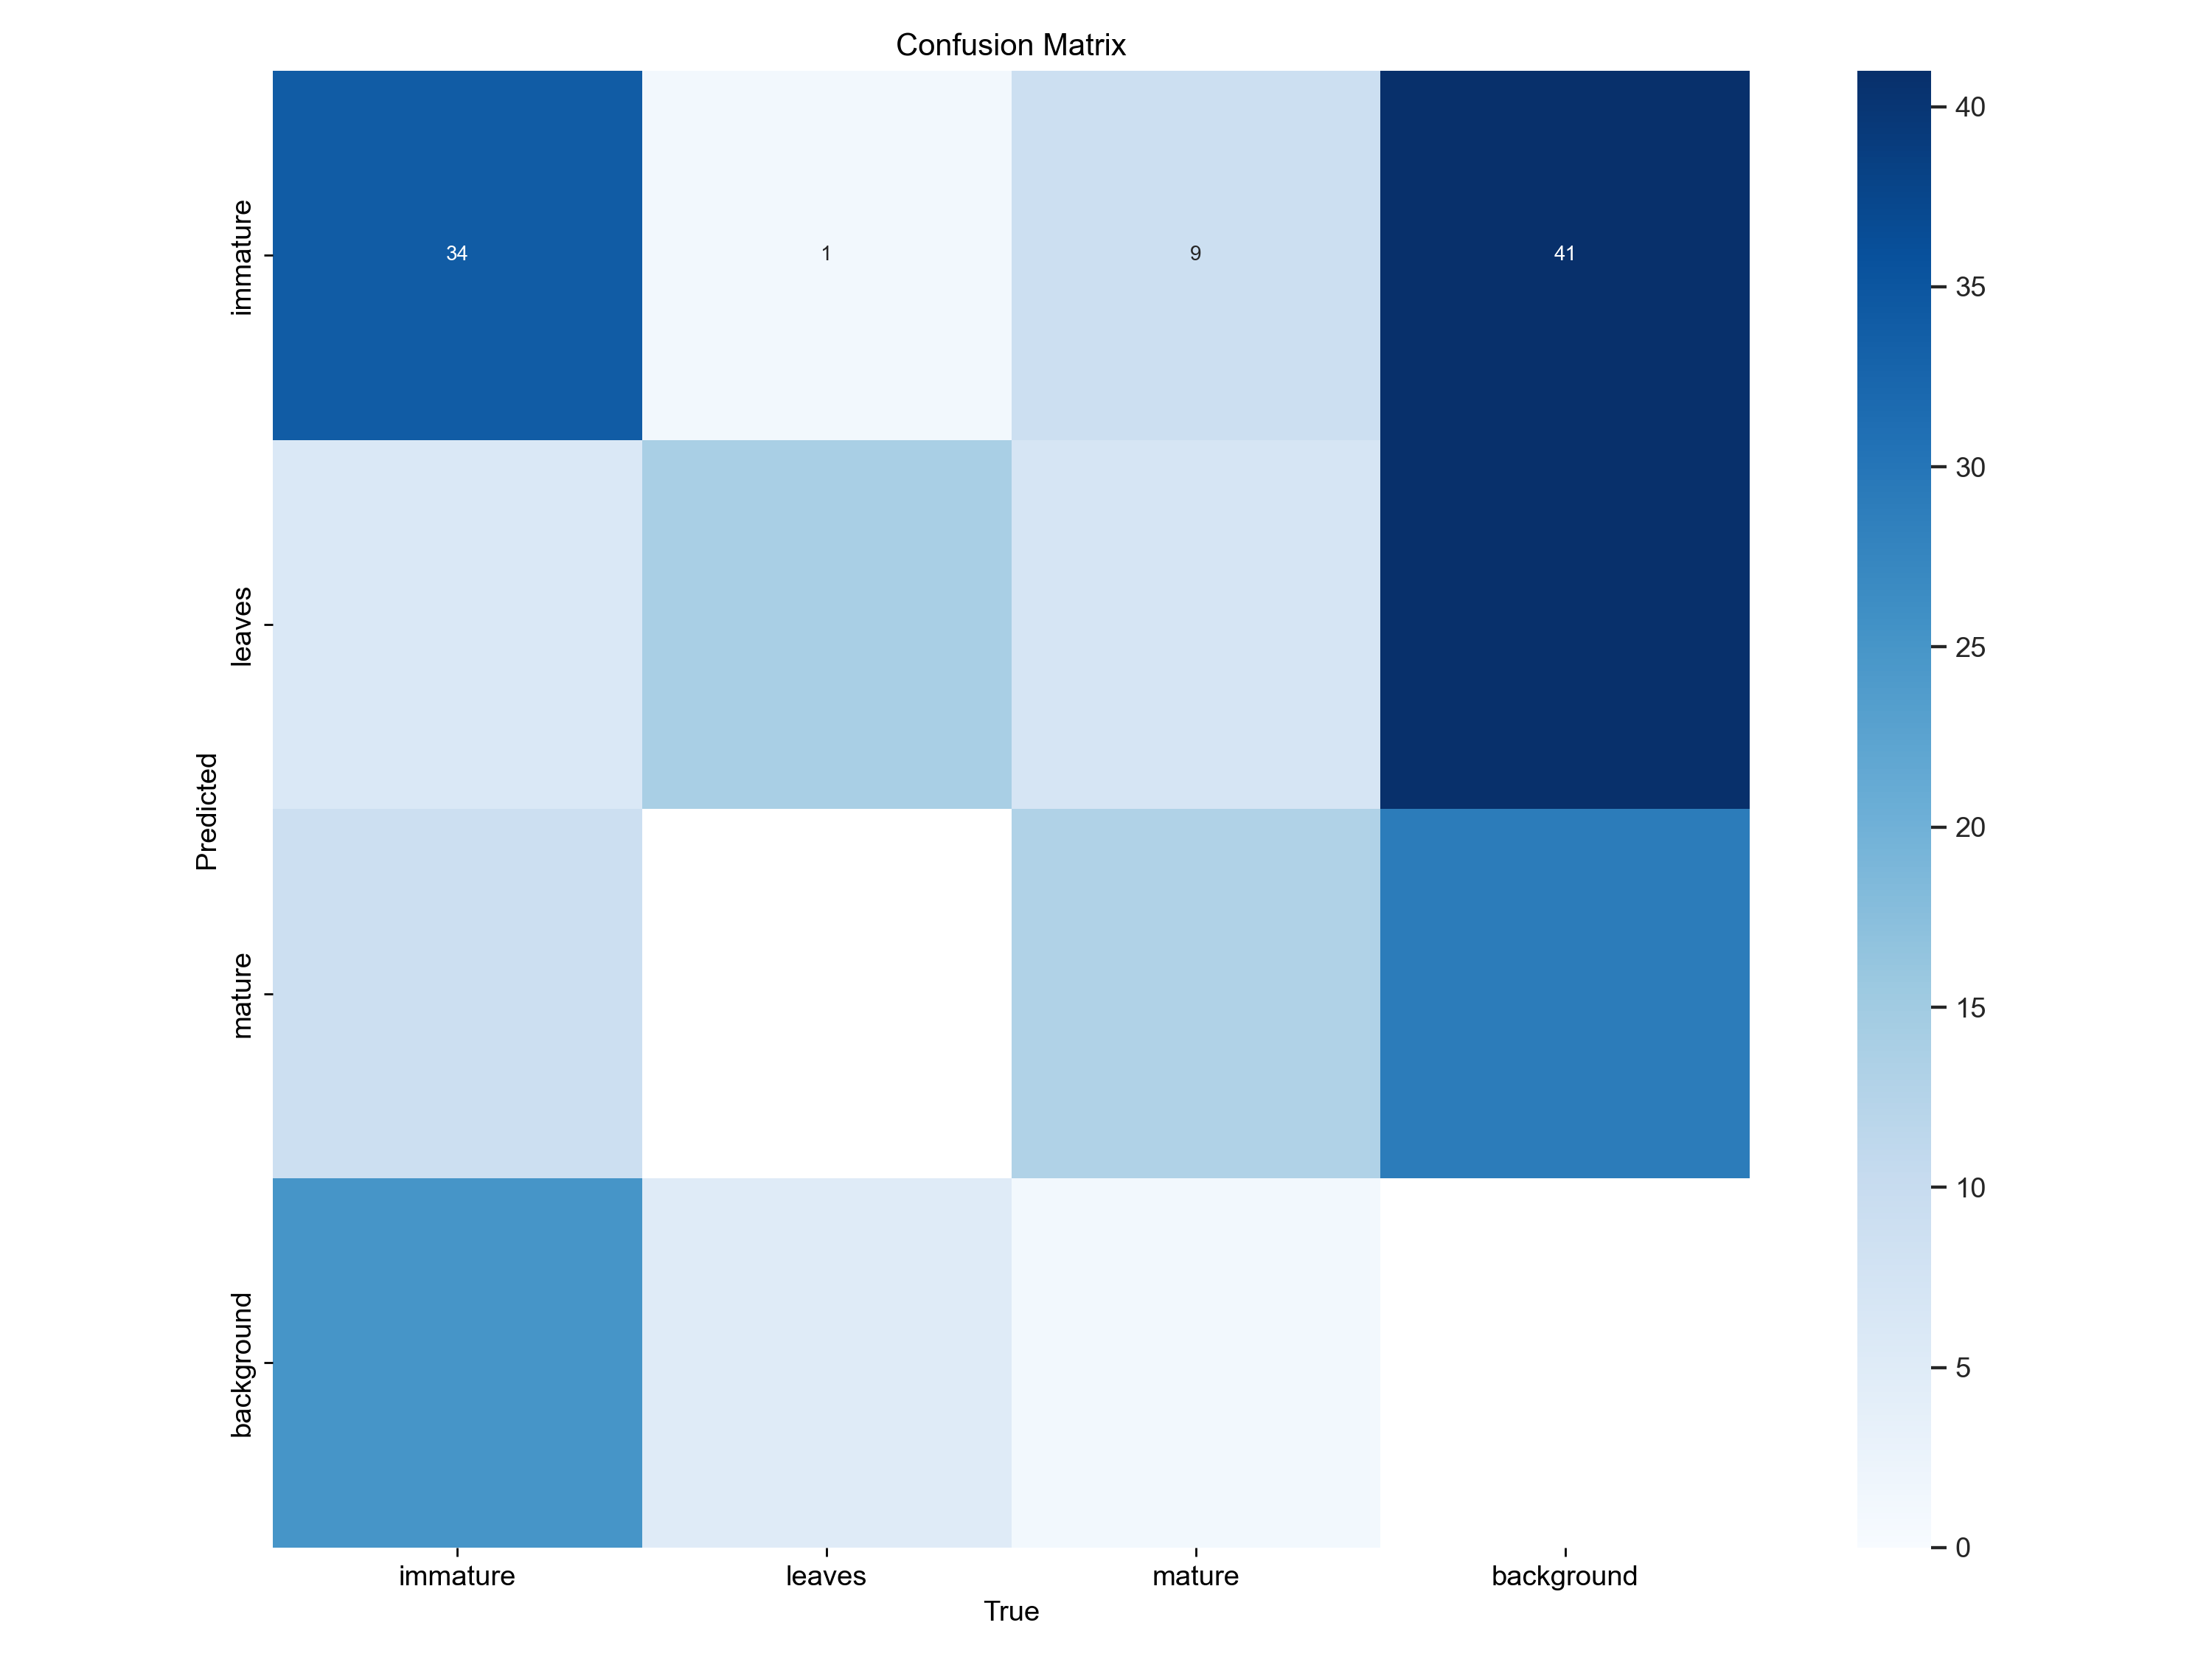 Confusion Matrix
immature
34
1
9
41
leaves
mature
background
Predicted
immature
leaves
mature
background
True
40
35
30
25
20
15
10
5
0